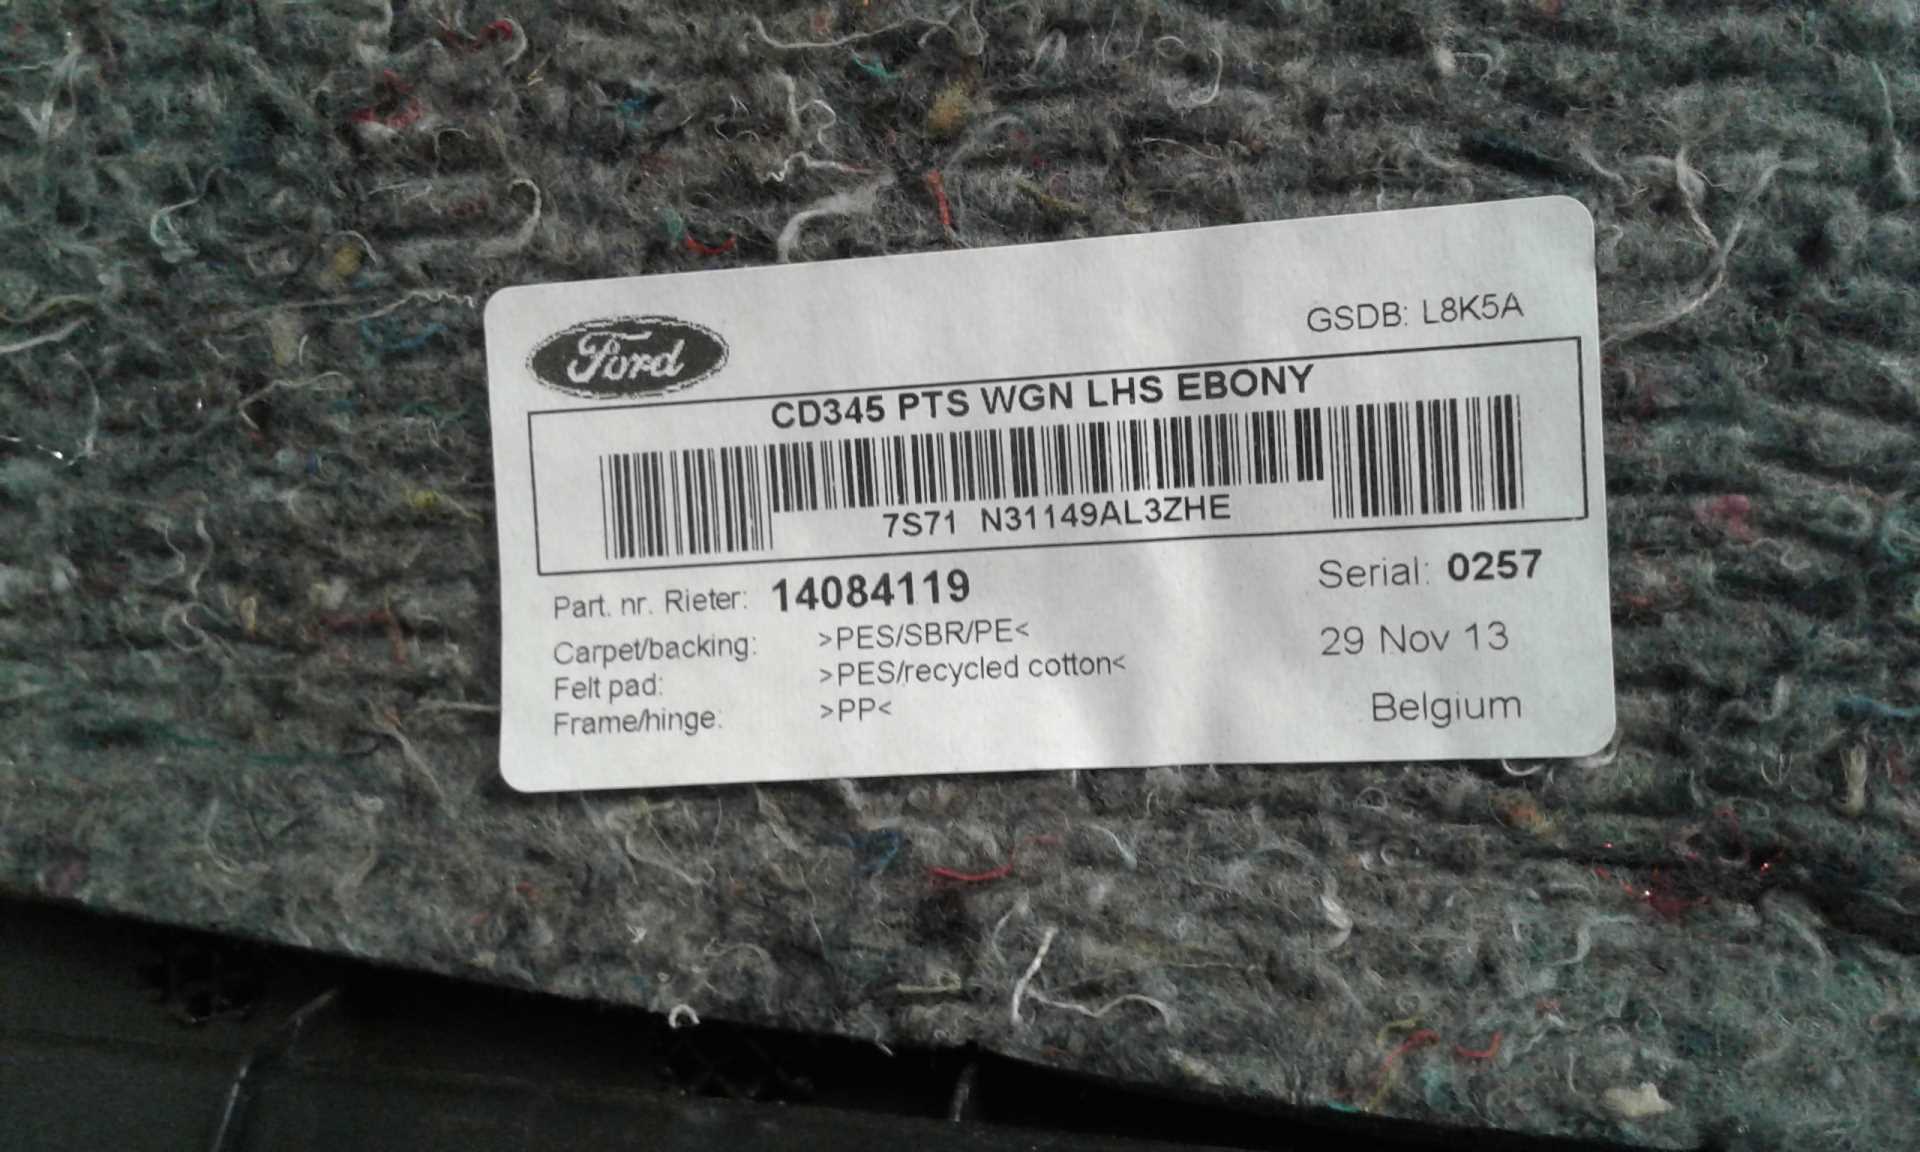 Ford
GSDB: L8K5A
CD345 PTS WGN LHS EBONY
7S71 N31149AL3ZHE
Part. nr. Rieter: 14084119
Serial: 0257
Carpet/backing: >PES/SBR/PE<
29 Nov 13
Felt pad: >PES/recycled cotton<
Frame/hinge: >PP<
Belgium